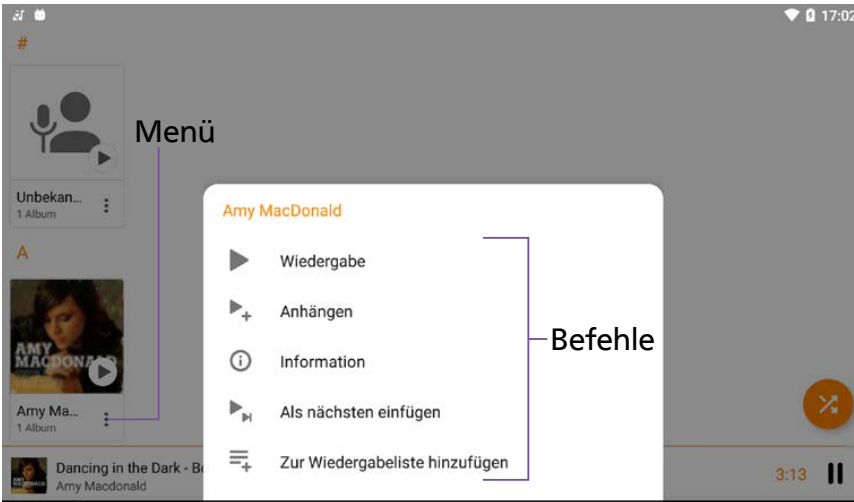 17:02
#
Menü
Unbekan...
1 Album
Amy MacDonald
A
Wiedergabe
Anhängen
Befehle
Information
AMY
MACDONALD
Amy Ma...
1 Album
Als nächsten einfügen
Zur Wiedergabeliste hinzufügen
Dancing in the Dark - B
Amy Macdonald
3:13